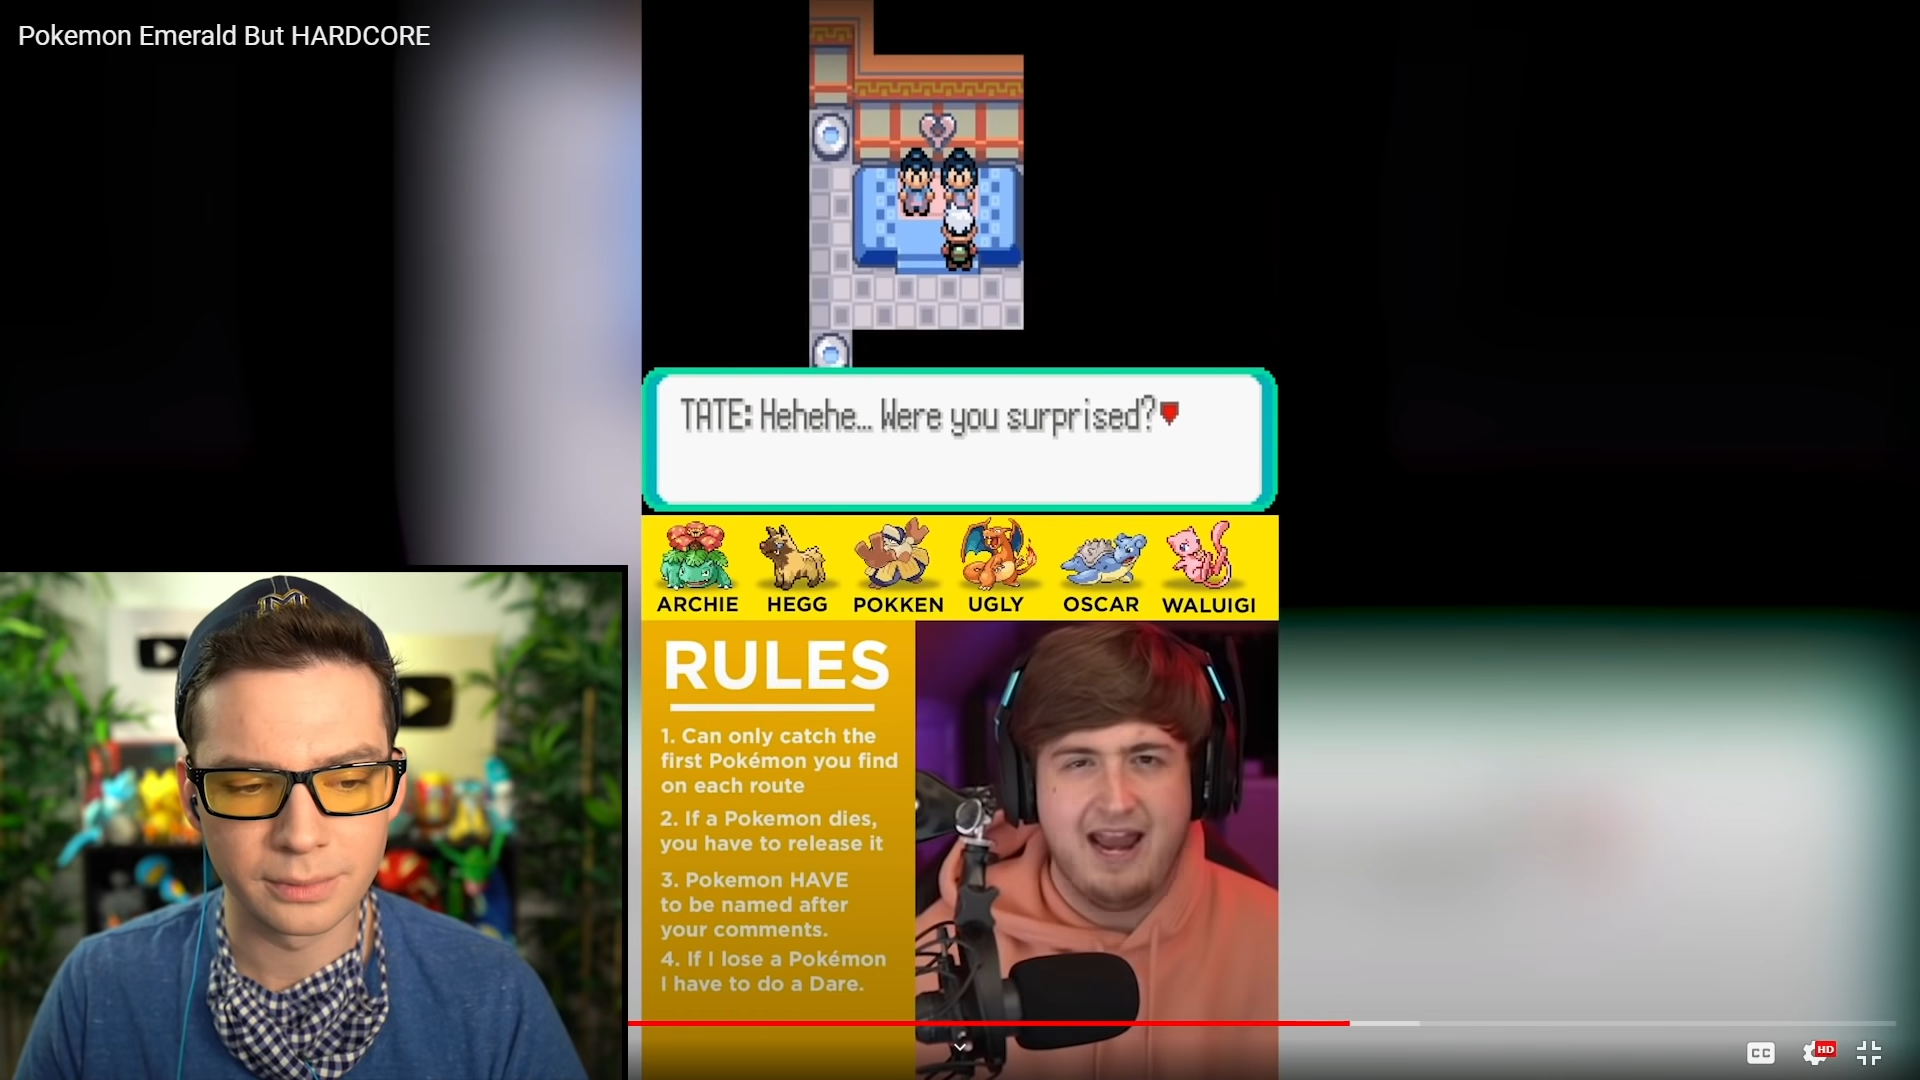 Pokemon Emerald But HARDCORE
TATE: Hehehe... Were you surprised?
ARCHIE HEGG POKKEN UGLY OSCAR WALUIGI
RULES
1. Can only catch the
first Pokémon you find
on each route
2. If a Pokemon dies,
you have to release it
3. Pokemon HAVE
to be named after
your comments.
4. If I lose a Pokémon
I have to do a Dare.
M
CC
HD